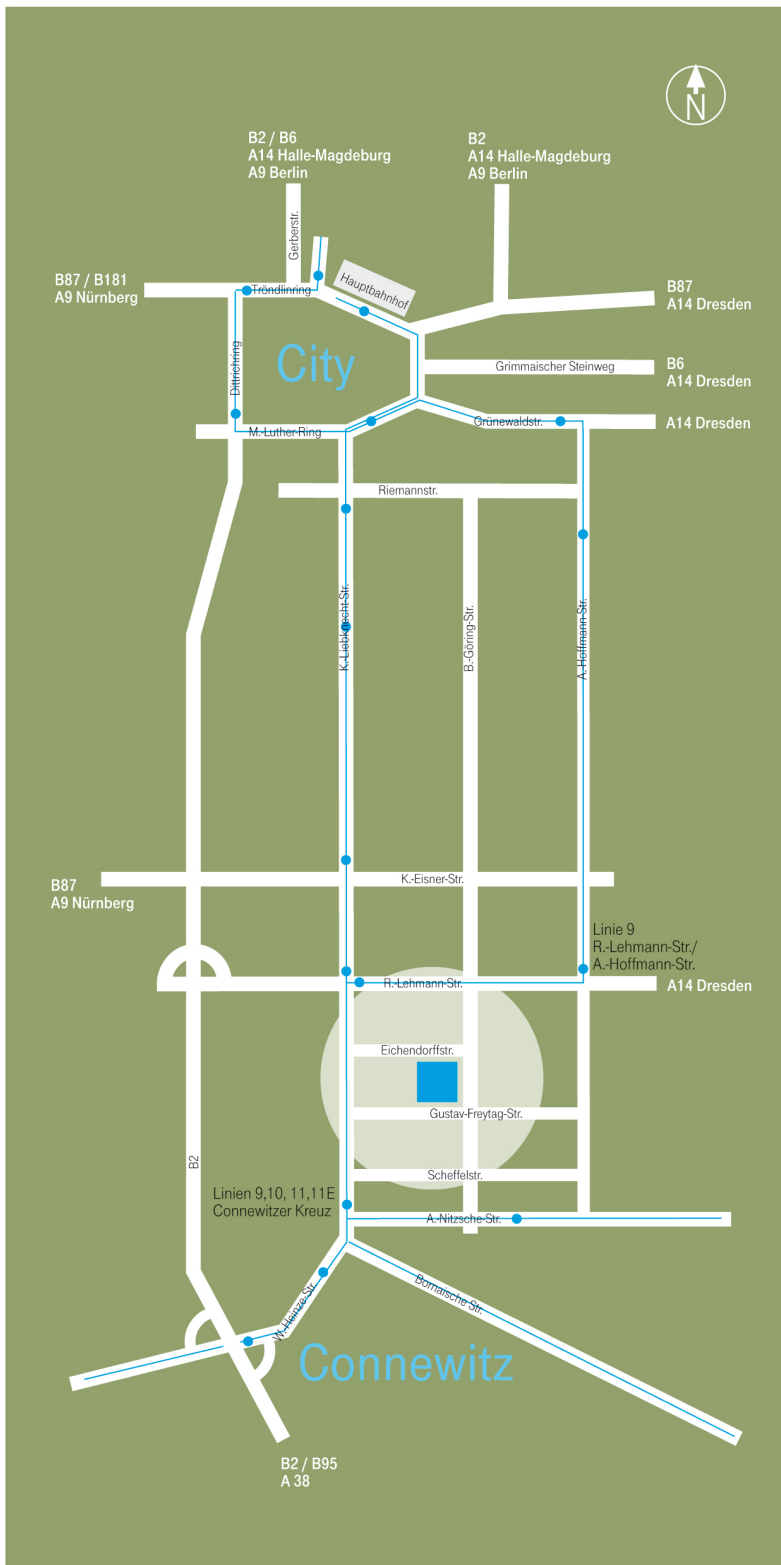 N
B2 / B6
A14 Halle-Magdeburg
A9 Berlin
B2
A14 Halle-Magdeburg
A9 Berlin
Gerberstr.
Hauptbahnhof
B87 / B181
A9 Nürnberg
Tröndlinring
B87
A14 Dresden
City
Dittrichring
Grimmaischer Steinweg
B6
A14 Dresden
M.-Luther-Ring
Grünewaldstr.
A14 Dresden
Riemannstr.
K.-Liebknecht-Str.
B.-Göring-Str.
A.-Hoffmann-Str.
B87
A9 Nürnberg
K.-Eisner-Str.
Linie 9
R.-Lehmann-Str./
A.-Hoffmann-Str.
R.-Lehmann-Str.
A14 Dresden
Eichendorffstr.
Gustav-Freytag-Str.
B2
Scheffelstr.
Linien 9,10, 11,11E
Connewitzer Kreuz
A.-Nitzsche-Str.
W.-Heinze-Str.
Bornaische Str.
Connewitz
B2 / B95
A 38